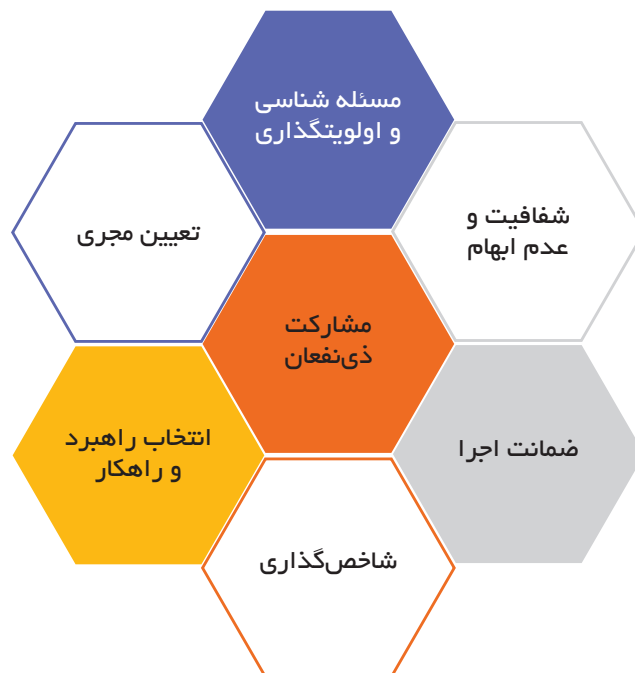 مسئله شناسی
و اولویتگذاری
شفافیت و
عدم ابهام
تعیین مجری
مشارکت
ذی‌نفعان
ضمانت اجرا
انتخاب راهبرد
و راهکار
شاخص‌گذاری